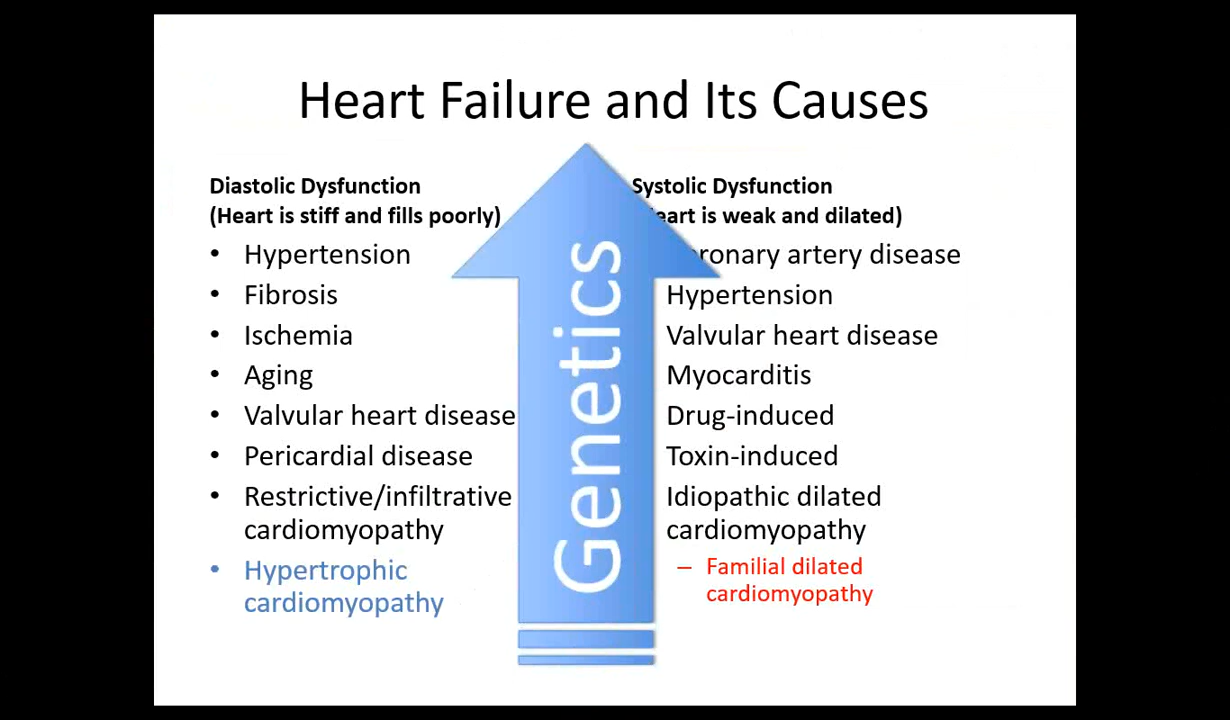 Heart Failure and Its Causes
Diastolic Dysfunction
(Heart is stiff and fills poorly)
• Hypertension
• Fibrosis
• Ischemia
• Aging
• Valvular heart disease
• Pericardial disease
• Restrictive/infiltrative
cardiomyopathy
• Hypertrophic
cardiomyopathy
Genetics
Systolic Dysfunction
is weak and dilated)
artery disease
Hypertension
Valvular heart disease
Myocarditis
Drug-induced
Toxin-induced
Idiopathic dilated
cardiomyopathy
– Familial dilated
cardiomyopathy